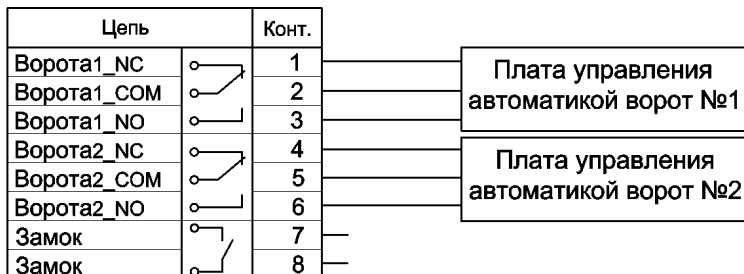 Цепь Конт.
Ворота1_NC 1
Ворота1_COM 2
Ворота1_NO 3
Ворота2_NC 4
Ворота2_COM 5
Ворота2_NO 6
Замок 7
Замок 8
Плата управления
автоматикой ворот №1
Плата управления
автоматикой ворот №2